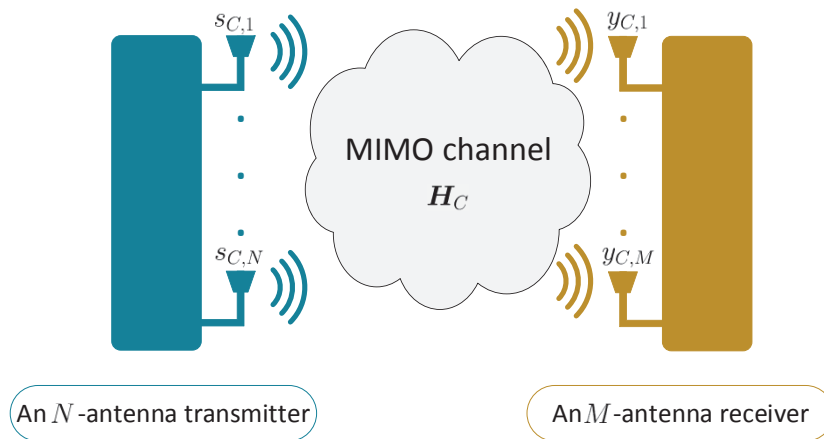 s_{C,1}
y_{C,1}
MIMO channel
H_C
s_{C,N}
y_{C,M}
An N-antenna transmitter
An M-antenna receiver